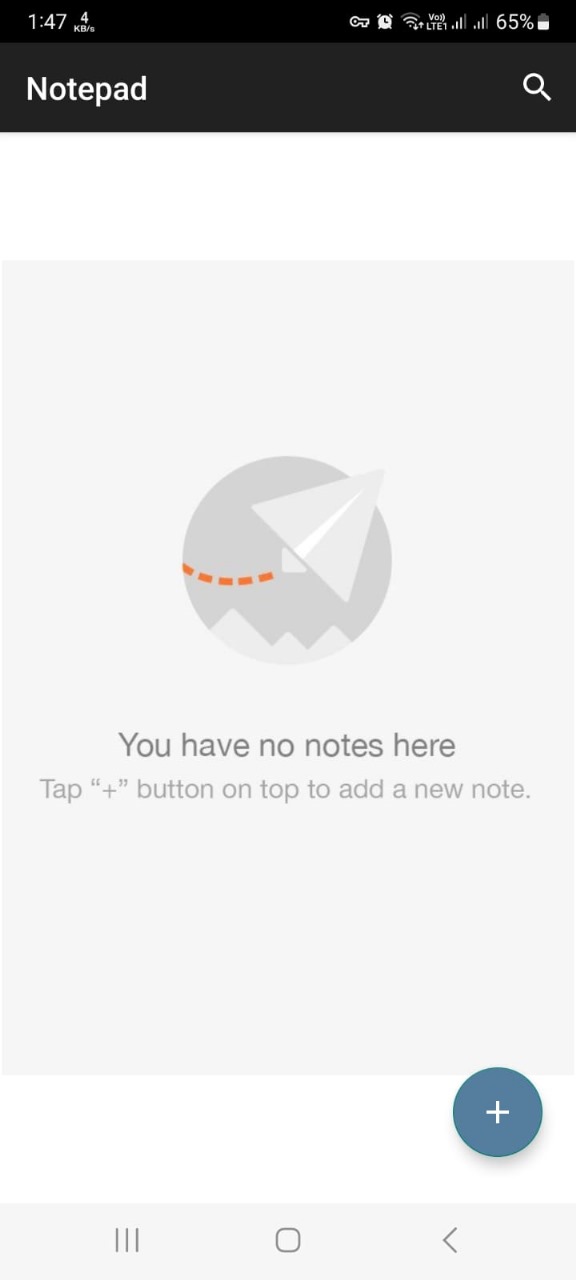 1:47 4 KB/s Vo)) LTE1 65%
Notepad
You have no notes here
Tap “+” button on top to add a new note.
+